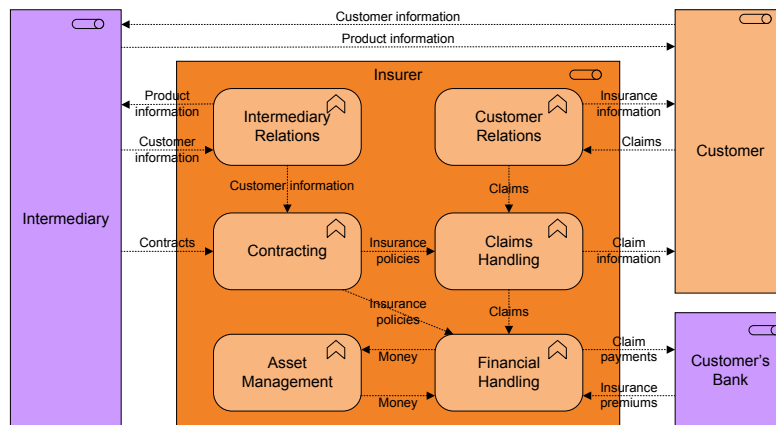 Customer information
Product information
Insurer
Product
information
Intermediary
Relations
Customer
Relations
Insurance
information
Customer
information
Claims
Customer
Customer information
Claims
Intermediary
Contracts
Contracting
Insurance
policies
Claims
Handling
Claim
information
Insurance
policies
Claims
Asset
Management
Money
Money
Financial
Handling
Claim
payments
Insurance
premiums
Customer's
Bank